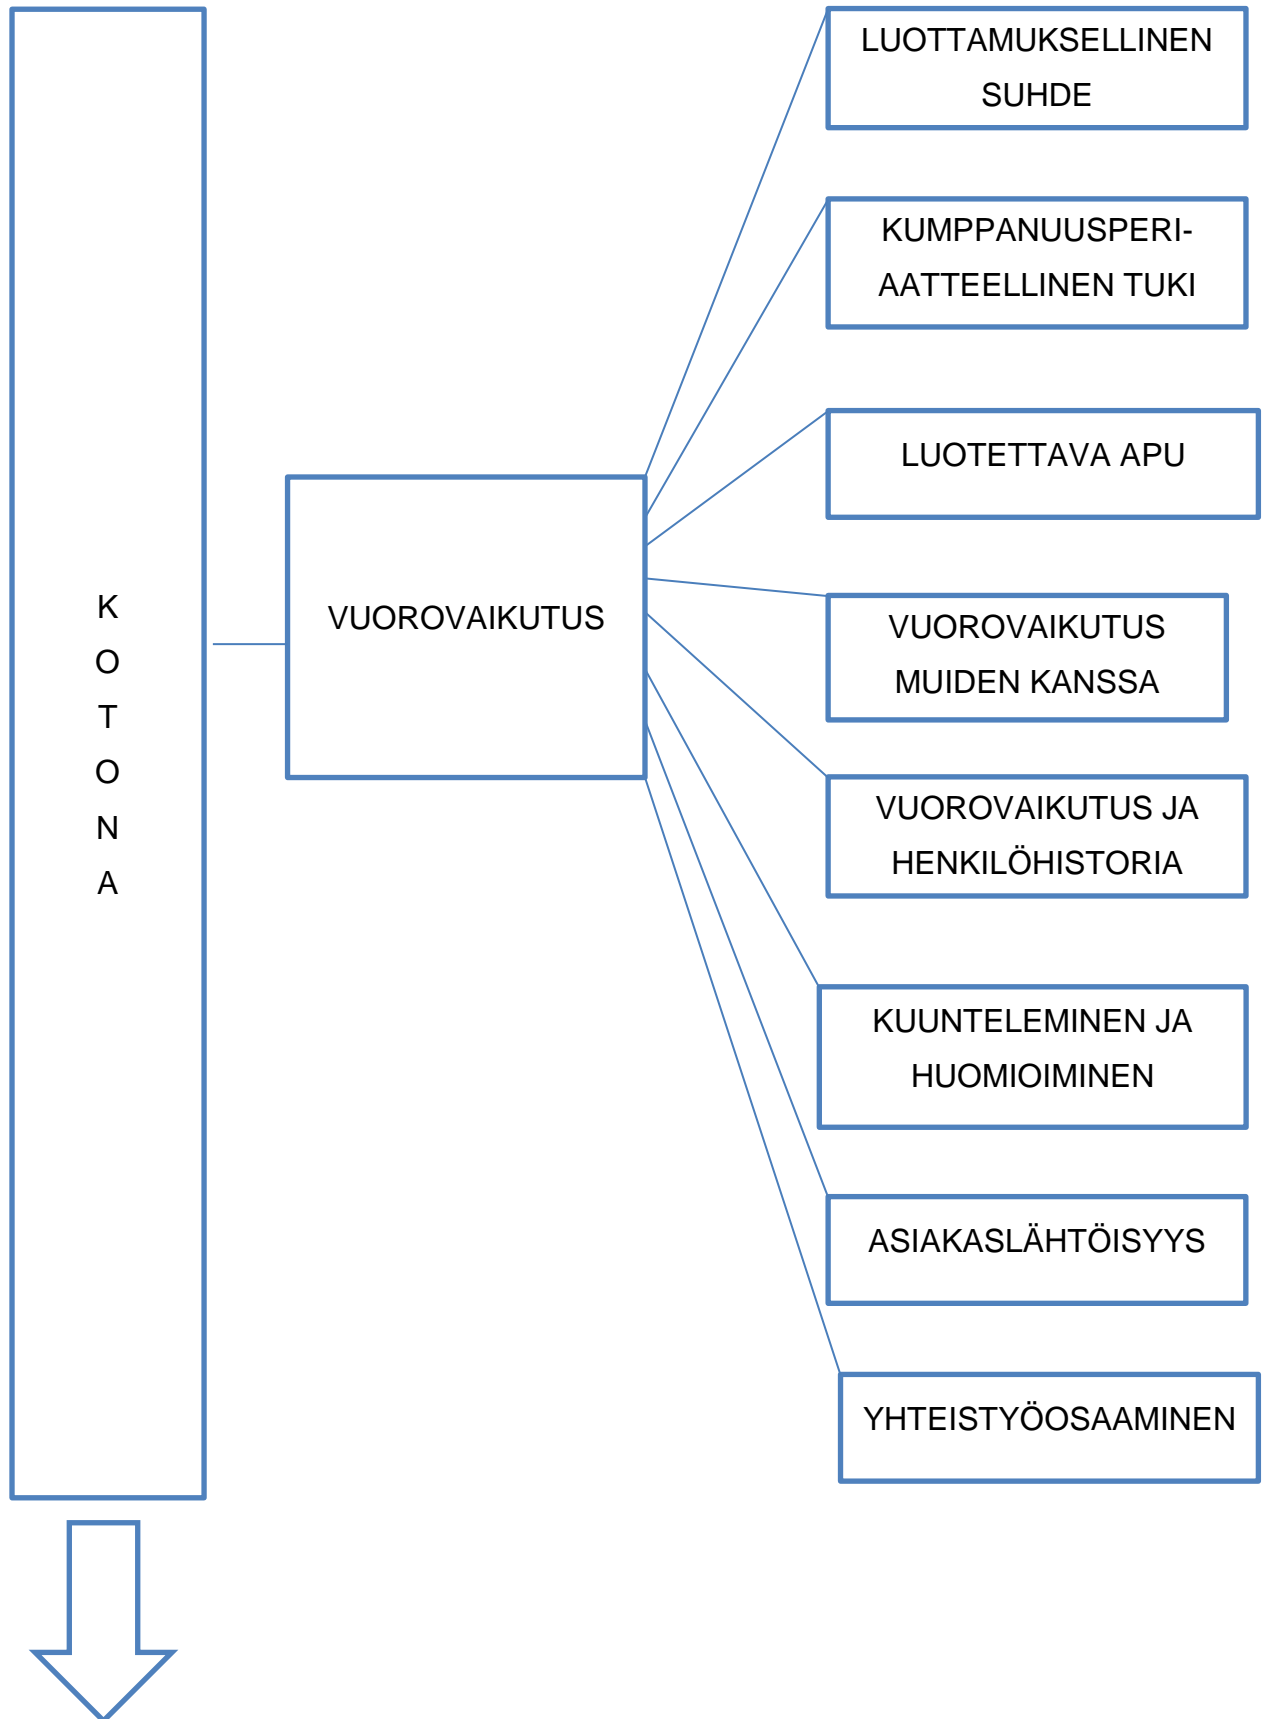 K
O
T
O
N
A
VUOROVAIKUTUS
LUOTTAMUKSELLINEN
SUHDE
KUMPPANUUSPERI-
AATTEELLINEN TUKI
LUOTETTAVA APU
VUOROVAIKUTUS
MUIDEN KANSSA
VUOROVAIKUTUS JA
HENKILÖHISTORIA
KUUNTELEMINEN JA
HUOMIOIMINEN
ASIAKASLÄHTÖISYYS
YHTEISTYÖOSAAMINEN